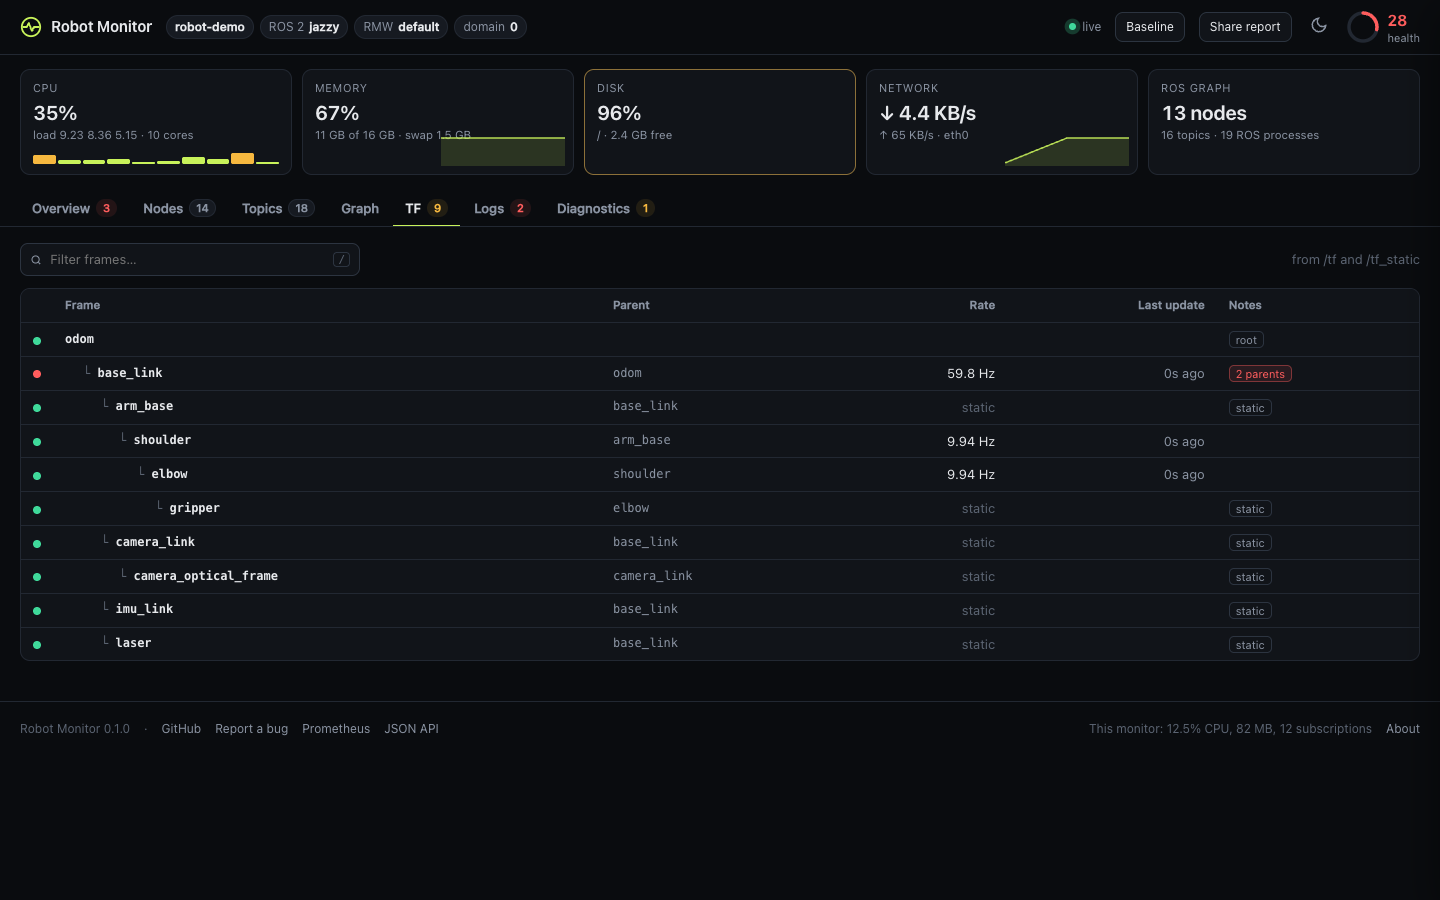 Robot Monitor robot-demo ROS 2 jazzy RMW default domain 0 live Baseline Share report 28 health
CPU
35%
load 9.23 8.36 5.15 · 10 cores
MEMORY
67%
11 GB of 16 GB · swap 1.5 GB
DISK
96%
/ · 2.4 GB free
NETWORK
↓ 4.4 KB/s
↑ 65 KB/s · eth0
ROS GRAPH
13 nodes
16 topics · 19 ROS processes
Overview 3 Nodes 14 Topics 18 Graph TF 9 Logs 2 Diagnostics 1
Filter frames... / from /tf and /tf_static
Frame Parent Rate Last update Notes
odom root
└ base_link odom 59.8 Hz 0s ago 2 parents
└ arm_base base_link static static
└ shoulder arm_base 9.94 Hz 0s ago
└ elbow shoulder 9.94 Hz 0s ago
└ gripper elbow static static
└ camera_link base_link static static
└ camera_optical_frame camera_link static static
└ imu_link base_link static static
└ laser base_link static static
Robot Monitor 0.1.0 · GitHub Report a bug Prometheus JSON API This monitor: 12.5% CPU, 82 MB, 12 subscriptions About